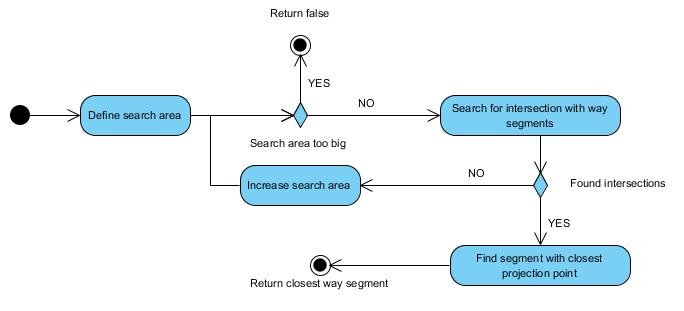 Return false
YES
NO
Define search area
Search for intersection with way
segments
Search area too big
NO
Increase search area
Found intersections
YES
Find segment with closest
projection point
Return closest way segment